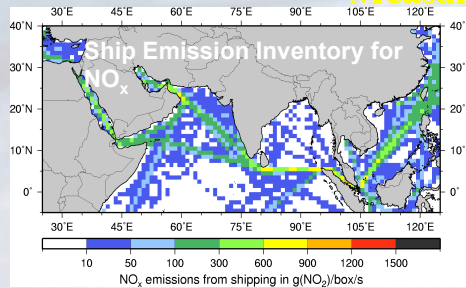 30˚E 45˚E 60˚E 75˚E 90˚E 105˚E 120˚E
40˚N 40˚N
Ship Emission Inventory for
NOx
30˚ 30˚
20˚ 20˚
10˚ 10˚
0˚ 0˚
30˚E 45˚E 60˚E 75˚E 90˚E 105˚E 120˚E
10 50 100 300 600 900 1200 1500
NOx emissions from shipping in g(NO2)/box/s